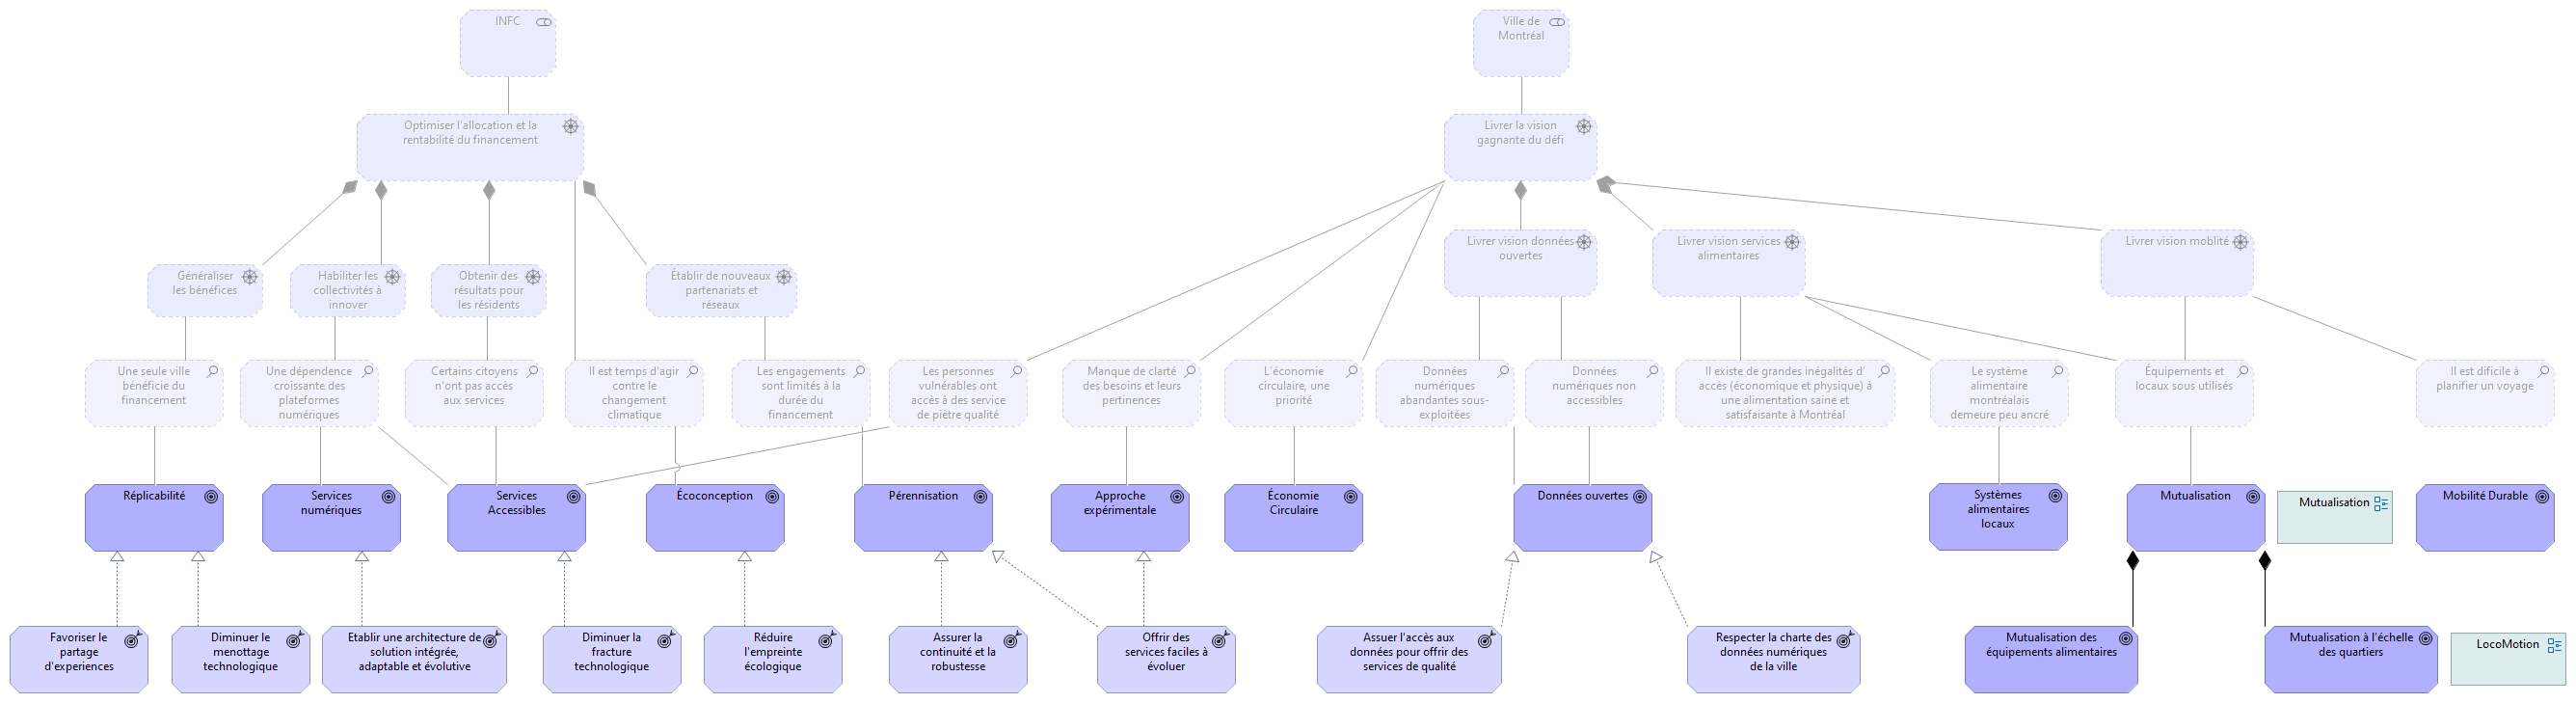 INFC
Ville de
Montréal
Optimiser l'allocation et la
rentabilité du financement
Livrer la vision
gagnante du défi
Livrer vision données
ouvertes
Livrer vision services
alimentaires
Livrer vision moblité
Généraliser
les bénéfices
Habiliter les
collectivités à
innover
Obtenir des
résultats pour
les résidents
Établir de nouveaux
partenariats et
réseaux
Une seule ville
bénéficie du
financement
Une dépendence
croissante des
plateformes
numériques
Certains citoyens
n'ont pas accès
aux services
Il est temps d'agir
contre le
changement
climatique
Les engagements
sont limités à la
durée du
financement
Les personnes
vulnérables ont
accès à des service
de piètre qualité
Manque de clarté
des besoins et leurs
pertinences
L'économie
circulaire, une
priorité
Données
numériques
abandantes sous-
exploitées
Données
numériques non
accessibles
Il existe de grandes inégalités d'
accès (économique et physique) à
une alimentation saine et
satisfaisante à Montréal
Le système
alimentaire
montréalais
demeure peu ancré
Équipements et
locaux sous utilisés
Il est dificile à
planifier un voyage
Réplicabilité
Services
numériques
Services
Accessibles
Écoconception
Pérennisation
Approche
expérimentale
Économie
Circulaire
Données ouvertes
Systèmes
alimentaires
locaux
Mutualisation
Mutualisation
Mobilité Durable
Favoriser le
partage
d'experiences
Diminuer le
menottage
technologique
Etablir une architecture de
solution intégrée,
adaptable et évolutive
Diminuer la
fracture
technologique
Réduire
l'empreinte
écologique
Assurer la
continuité et la
robustesse
Offrir des
services faciles à
évoluer
Assuer l'accès aux
données pour offrir des
services de qualité
Respecter la charte des
données numériques
de la ville
Mutualisation des
équipements alimentaires
Mutualisation à l'échelle
des quartiers
LocoMotion